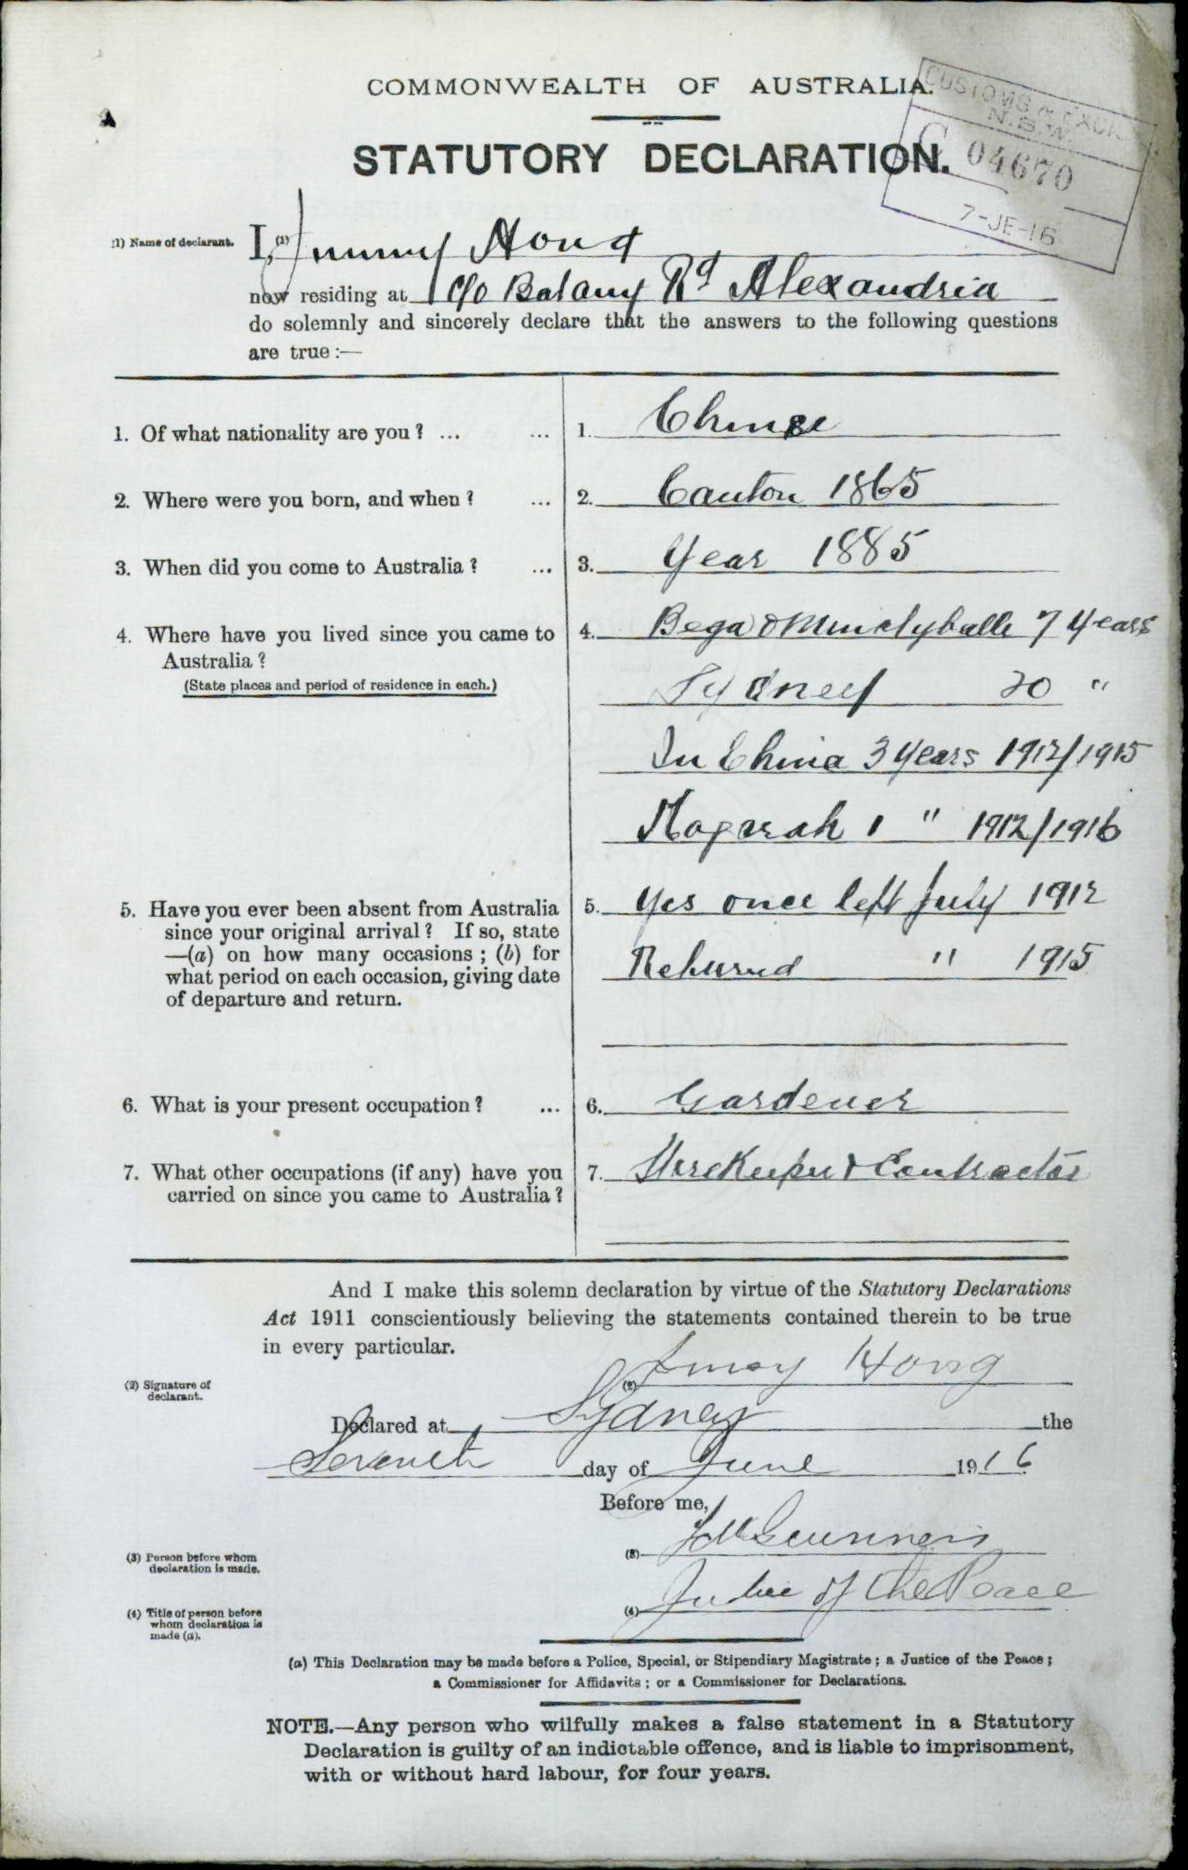 COMMONWEALTH OF AUSTRALIA.
CUSTOMS & EXCISE
N.S.W.
C 04670
7-JE-16
STATUTORY DECLARATION.
(1) Name of declarant. I, (1) Jimmy Hong
now residing at c/o Botany Rd Alexandria
do solemnly and sincerely declare that the answers to the following questions
are true :—
1. Of what nationality are you ? ... ... 1. Chinese
2. Where were you born, and when ? ... 2. Canton 1865
3. When did you come to Australia ? ... 3. Year 1885
4. Where have you lived since you came to 4. Bega & 7 years
Australia ?
(State places and period of residence in each.) Sydney 20 "
In China 3 years 1912/1915
Kogarah 1 " 1912/1916
5. Have you ever been absent from Australia 5. Yes once left July 1912
since your original arrival ? If so, state
—(a) on how many occasions ; (b) for Returned " 1915
what period on each occasion, giving date
of departure and return.
6. What is your present occupation ? ... 6. Gardener
7. What other occupations (if any) have you 7. Storekeeper & Contractor
carried on since you came to Australia ?
And I make this solemn declaration by virtue of the Statutory Declarations
Act 1911 conscientiously believing the statements contained therein to be true
in every particular.
(2) Signature of declarant. (2) Jimmy Hong
Declared at Sydney the
Seventh day of June 1916
Before me,
(3) Person before whom declaration is made. (3)
(4) Title of person before whom declaration is made (a). (4) Justice of the Peace
(a) This Declaration may be made before a Police, Special, or Stipendiary Magistrate ; a Justice of the Peace ;
a Commissioner for Affidavits ; or a Commissioner for Declarations.
NOTE.—Any person who wilfully makes a false statement in a Statutory
Declaration is guilty of an indictable offence, and is liable to imprisonment,
with or without hard labour, for four years.